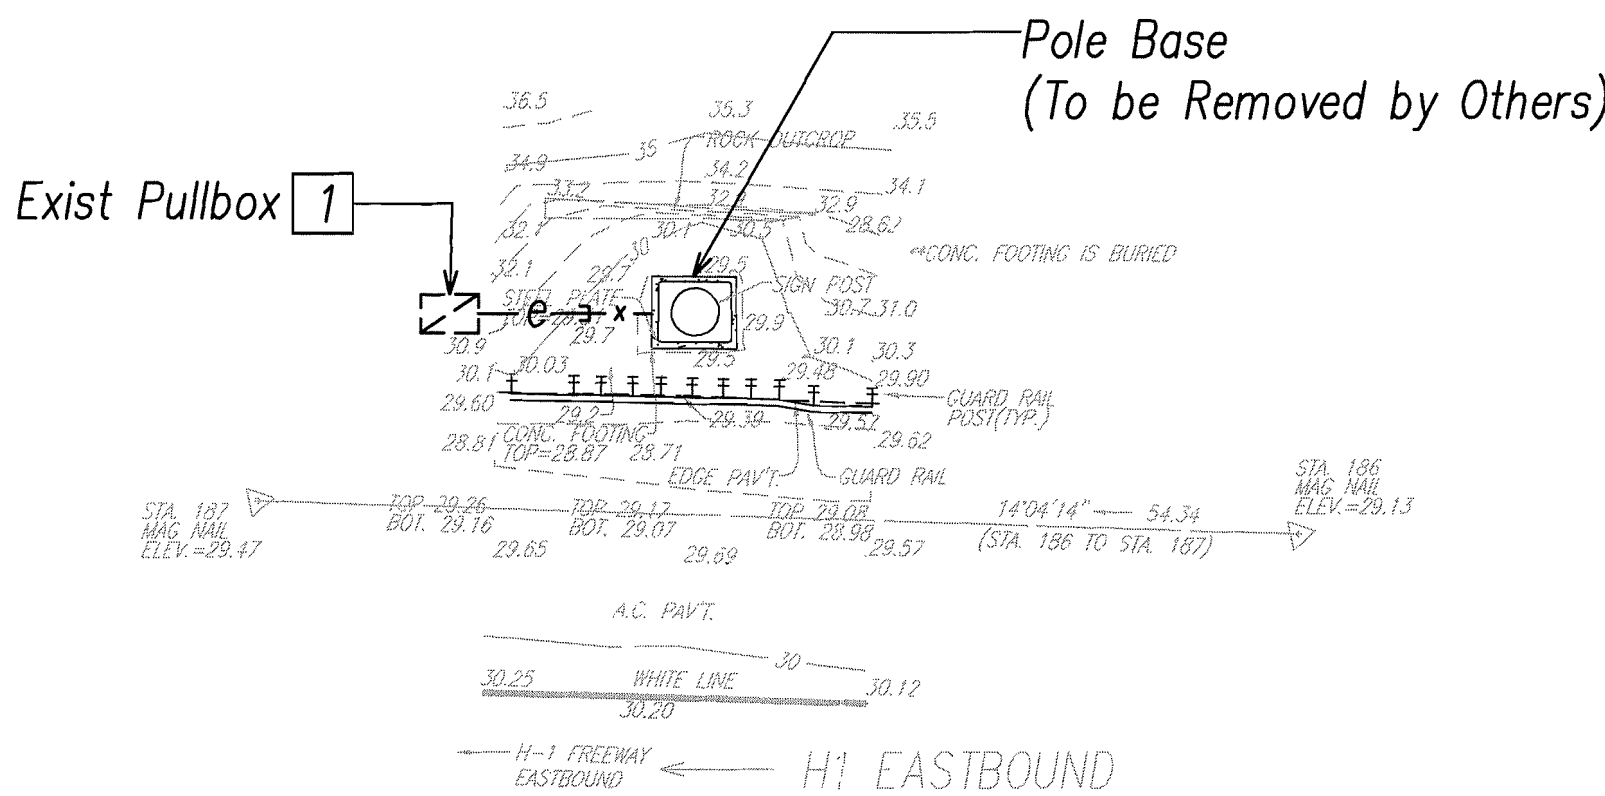 Pole Base
(To be Removed by Others)
36.5
35.3
35.5
ROCK OUTCROP
35
34.9
34.2
34.1
33.2
32.9
28.62
Exist Pullbox 1
32.1
30.1
30.5
30
CONC. FOOTING IS BURIED
32.1
29.7
29.5
SIGN POST
STEEL PLATE
30.2
31.0
e
x
29.9
29.7
30.9
29.5
30.1
30.3
30.1
30.03
29.48
29.90
GUARD RAIL
POST(TYP.)
29.60
29.2
29.39
29.52
28.81
CONC. FOOTING
TOP=28.87
28.71
29.62
EDGE PAV'T.
GUARD RAIL
STA. 186
MAG NAIL
ELEV.=29.13
STA. 187
MAG NAIL
ELEV.=29.47
TOP 29.26
BOT. 29.16
TOP 29.17
BOT. 29.07
TOP 29.08
BOT. 28.98
14°04'14" 54.34
(STA. 186 TO STA. 187)
29.65
29.69
29.57
A.C. PAV'T.
30
30.25
WHITE LINE
30.12
30.20
H-1 FREEWAY
EASTBOUND
H1 EASTBOUND